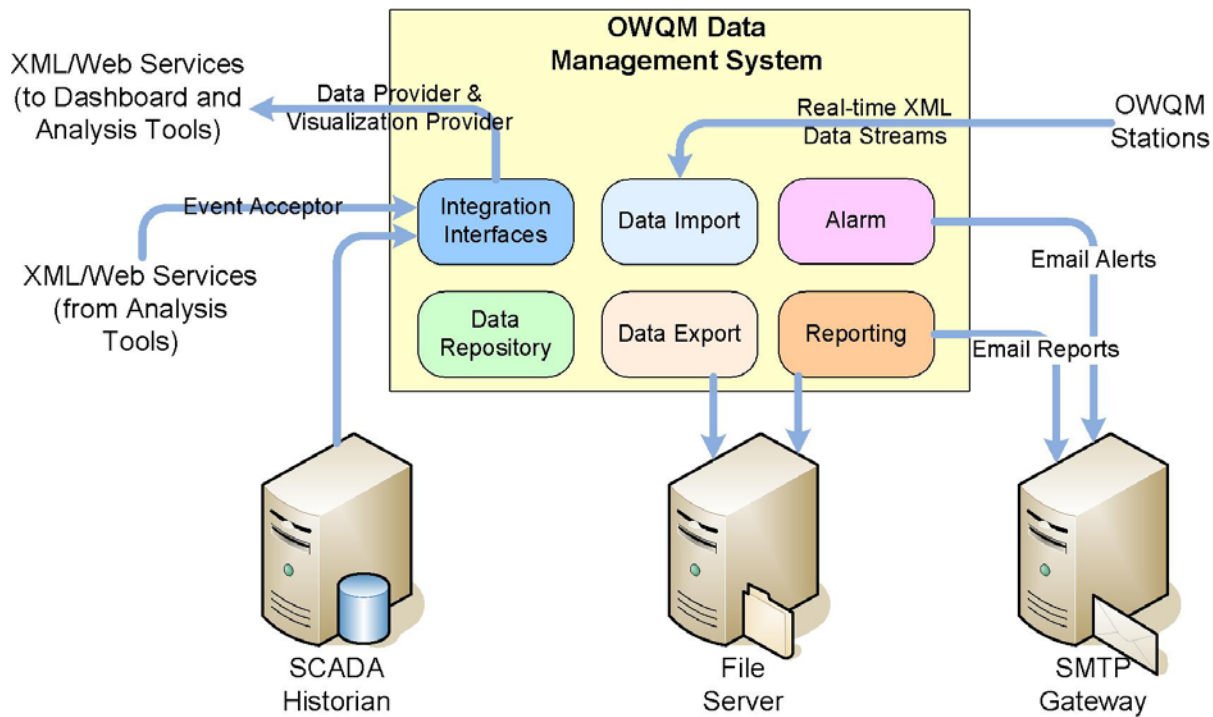 OWQM Data
Management System
XML/Web Services
(to Dashboard and
Analysis Tools)
Data Provider &
Visualization Provider
Real-time XML
Data Streams
OWQM
Stations
Event Acceptor
Integration
Interfaces
Data Import
Alarm
XML/Web Services
(from Analysis
Tools)
Email Alerts
Data
Repository
Data Export
Reporting
Email Reports
SCADA
Historian
File
Server
SMTP
Gateway